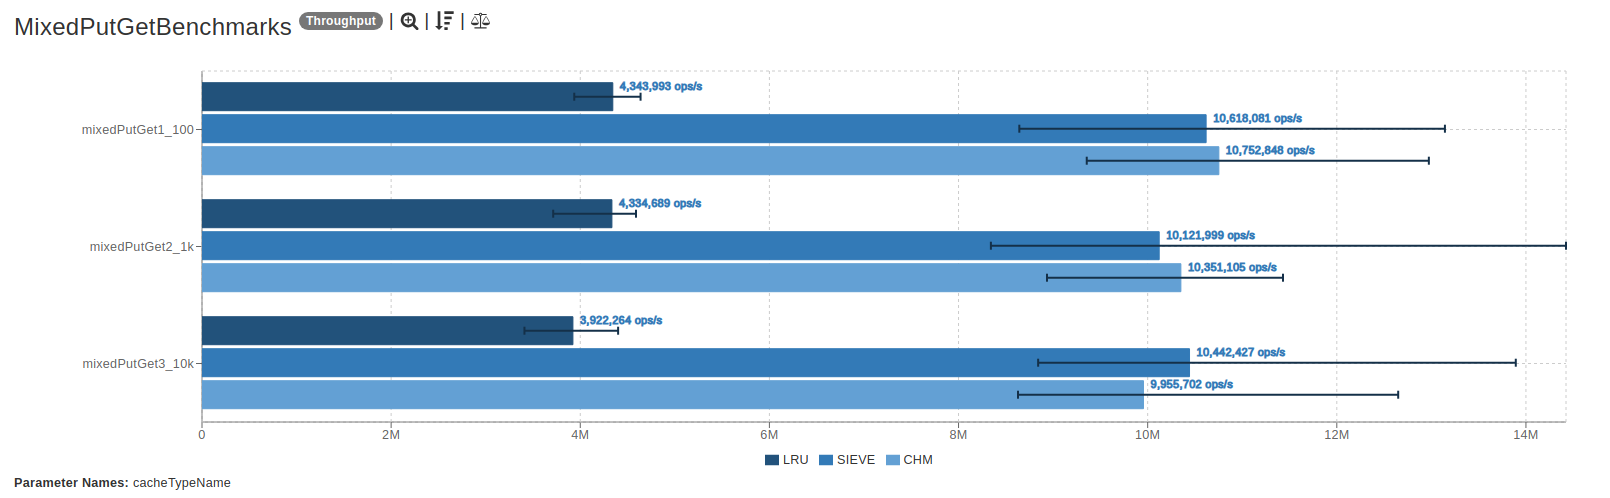 MixedPutGetBenchmarks Throughput | | |
4,343,993 ops/s
mixedPutGet1_100
10,618,081 ops/s
10,752,848 ops/s
4,334,689 ops/s
mixedPutGet2_1k
10,121,999 ops/s
10,351,105 ops/s
3,922,264 ops/s
mixedPutGet3_10k
10,442,427 ops/s
9,955,702 ops/s
0 2M 4M 6M 8M 10M 12M 14M
LRU SIEVE CHM
Parameter Names: cacheTypeName